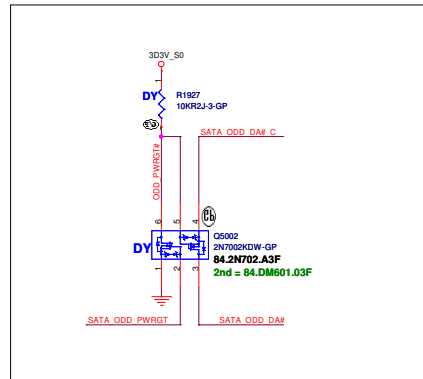 3D3V_S0
1
DY
R1927
10KR2J-3-GP
SATA_ODD_DA#_C
ODD_PWRGT#
6
5
4
Q5002
2N7002KDW-GP
DY
84.2N702.A3F
2nd = 84.DM601.03F
1
2
3
SATA_ODD_PWRGT
SATA_ODD_DA#